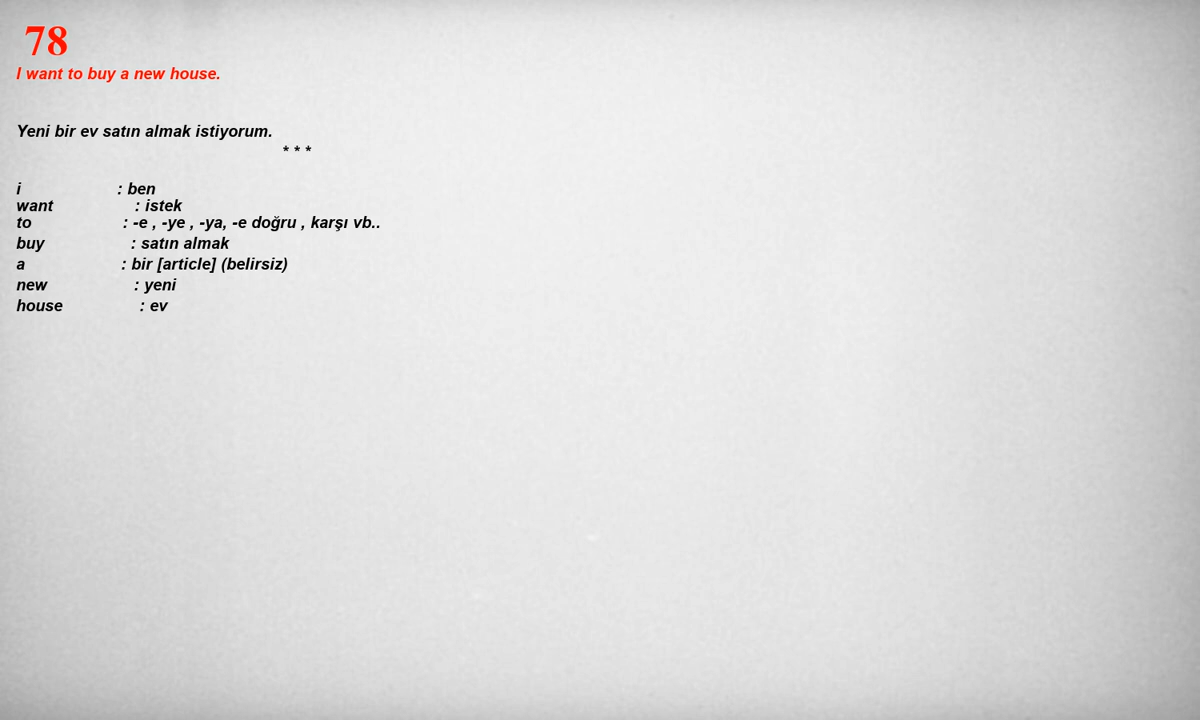 78
I want to buy a new house.
Yeni bir ev satın almak istiyorum.
* * *
i : ben
want : istek
to : -e , -ye , -ya, -e doğru , karşı vb..
buy : satın almak
a : bir [article] (belirsiz)
new : yeni
house : ev